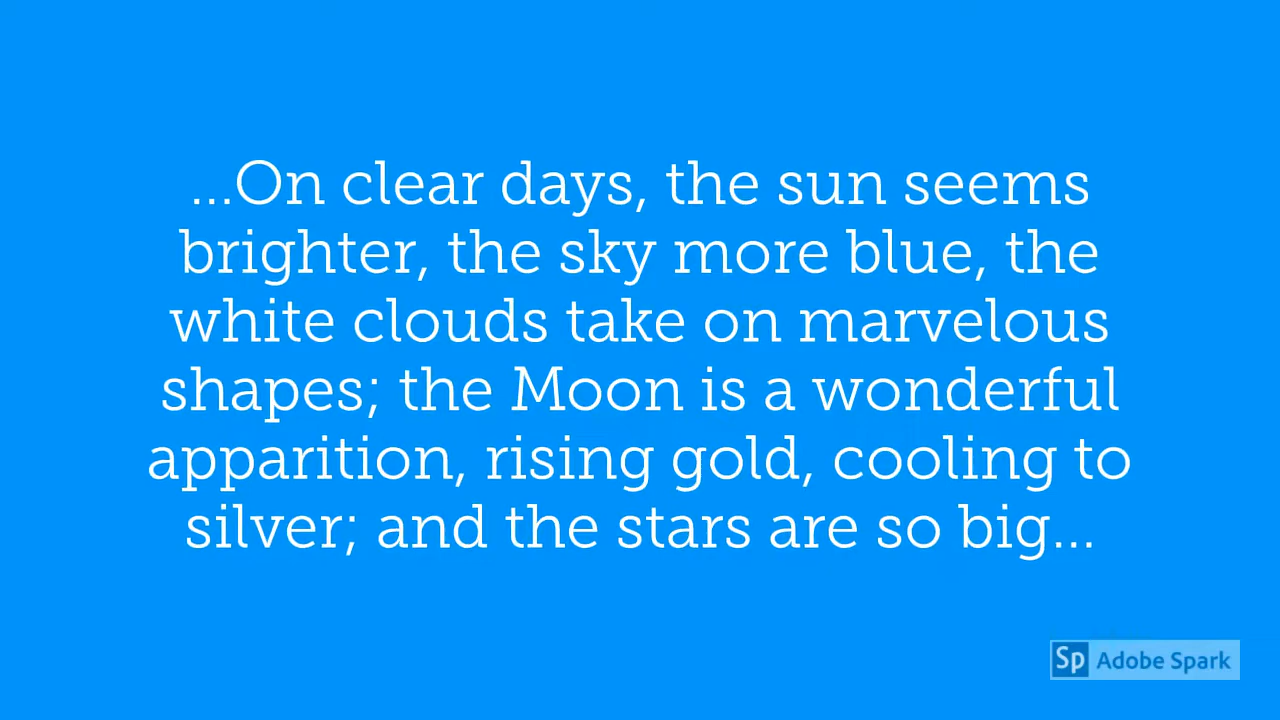 ...On clear days, the sun seems
brighter, the sky more blue, the
white clouds take on marvelous
shapes; the Moon is a wonderful
apparition, rising gold, cooling to
silver; and the stars are so big...
Sp Adobe Spark